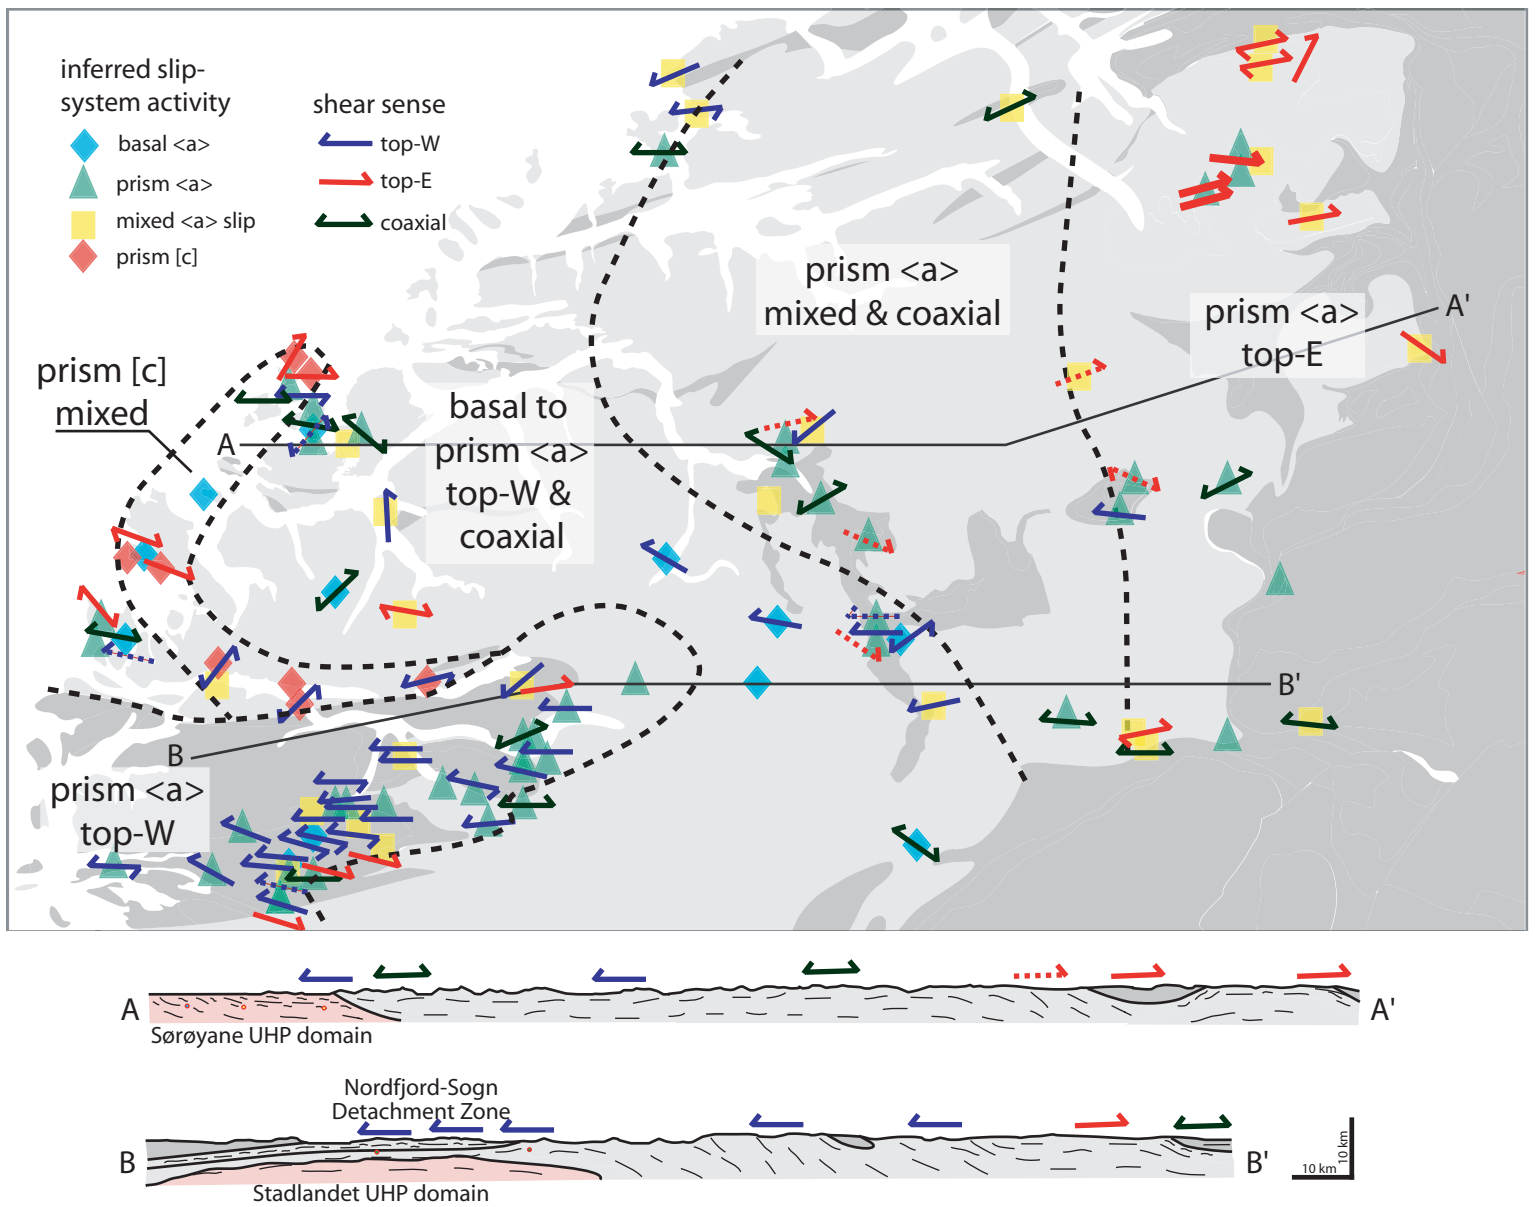 inferred slip-
system activity
basal <a>
prism <a>
mixed <a> slip
prism [c]
shear sense
top-W
top-E
coaxial
prism <a>
mixed & coaxial
prism <a>
top-E
A'
prism [c]
mixed
A
basal to
prism <a>
top-W &
coaxial
B'
B
prism <a>
top-W
A
A'
Sørøyane UHP domain
Nordfjord-Sogn
Detachment Zone
B
B'
Stadlandet UHP domain
10 km
10 km